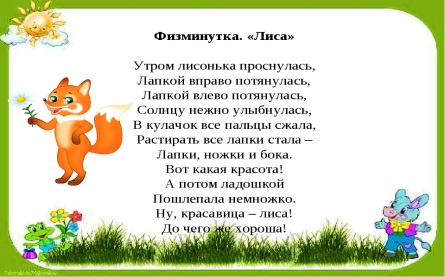 Физминутка. «Лиса»
Утром лисонька проснулась,
Лапкой вправо потянулась,
Лапкой влево потянулась,
Солнцу нежно улыбнулась,
В кулачок все пальцы сжала,
Растирать все лапки стала –
Лапки, ножки и бока.
Вот какая красота!
А потом ладошкой
Пошлепала немножко.
Ну, красавица – лиса!
До чего же хороша!